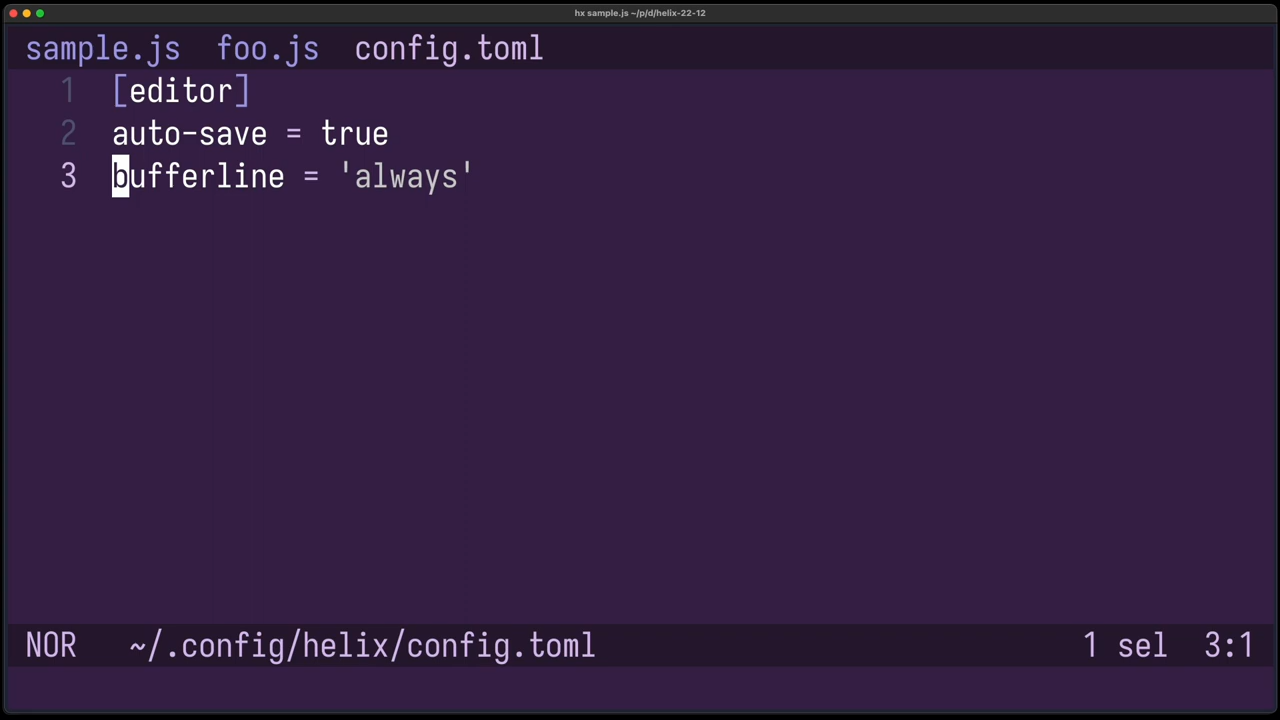 hx sample.js ~/p/d/helix-22-12
sample.js foo.js config.toml
1 [editor]
2 auto-save = true
3 bufferline = 'always'
NOR ~/.config/helix/config.toml 1 sel 3:1